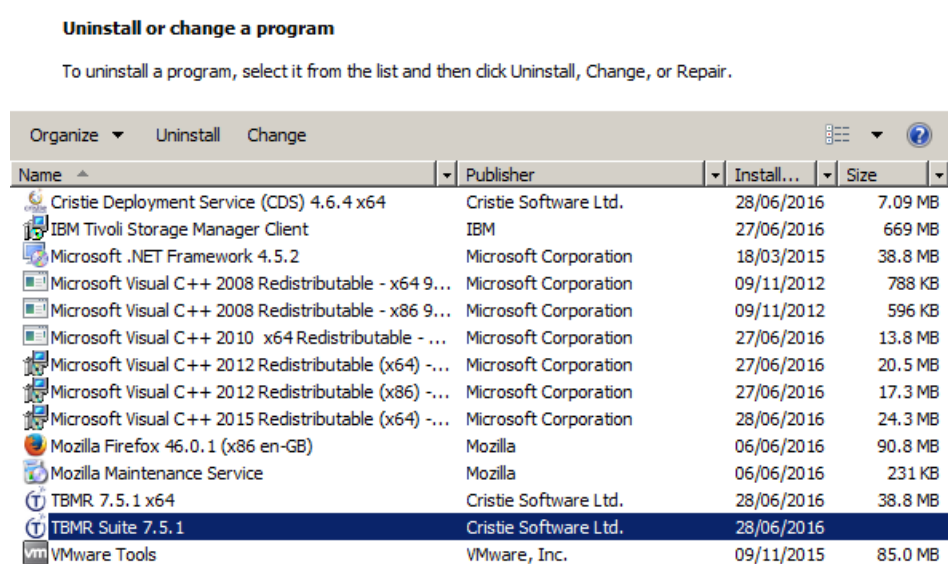 Uninstall or change a program
To uninstall a program, select it from the list and then click Uninstall, Change, or Repair.
Organize Uninstall Change
Name Publisher Install... Size
Cristie Deployment Service (CDS) 4.6.4 x64 Cristie Software Ltd. 28/06/2016 7.09 MB
IBM Tivoli Storage Manager Client IBM 27/06/2016 669 MB
Microsoft .NET Framework 4.5.2 Microsoft Corporation 18/03/2015 38.8 MB
Microsoft Visual C++ 2008 Redistributable - x64 9... Microsoft Corporation 09/11/2012 788 KB
Microsoft Visual C++ 2008 Redistributable - x86 9... Microsoft Corporation 09/11/2012 596 KB
Microsoft Visual C++ 2010 x64 Redistributable - ... Microsoft Corporation 27/06/2016 13.8 MB
Microsoft Visual C++ 2012 Redistributable (x64) -... Microsoft Corporation 27/06/2016 20.5 MB
Microsoft Visual C++ 2012 Redistributable (x86) -... Microsoft Corporation 27/06/2016 17.3 MB
Microsoft Visual C++ 2015 Redistributable (x64) -... Microsoft Corporation 28/06/2016 24.3 MB
Mozilla Firefox 46.0.1 (x86 en-GB) Mozilla 06/06/2016 90.8 MB
Mozilla Maintenance Service Mozilla 06/06/2016 231 KB
TBMR 7.5.1 x64 Cristie Software Ltd. 28/06/2016 38.8 MB
TBMR Suite 7.5.1 Cristie Software Ltd. 28/06/2016
vm VMware Tools VMware, Inc. 09/11/2015 85.0 MB